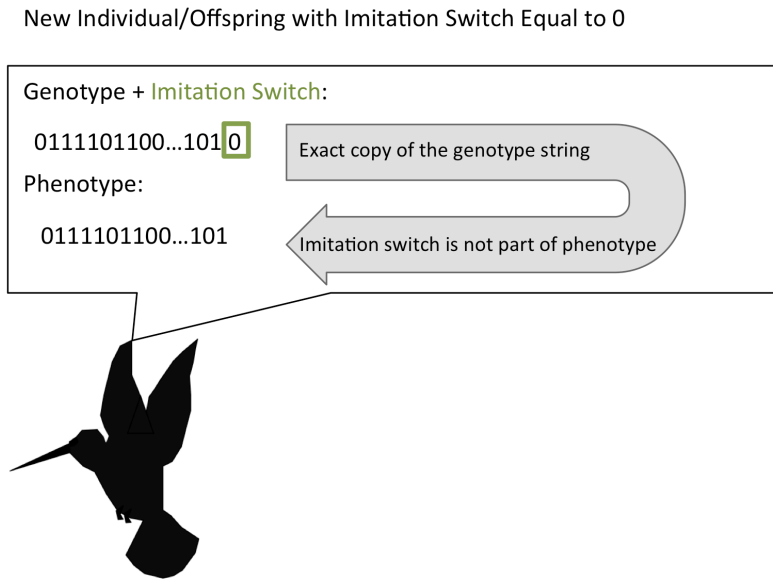 New Individual/Offspring with Imitation Switch Equal to 0
Genotype + Imitation Switch:
0111101100...101 0
Exact copy of the genotype string
Phenotype:
0111101100...101
Imitation switch is not part of phenotype